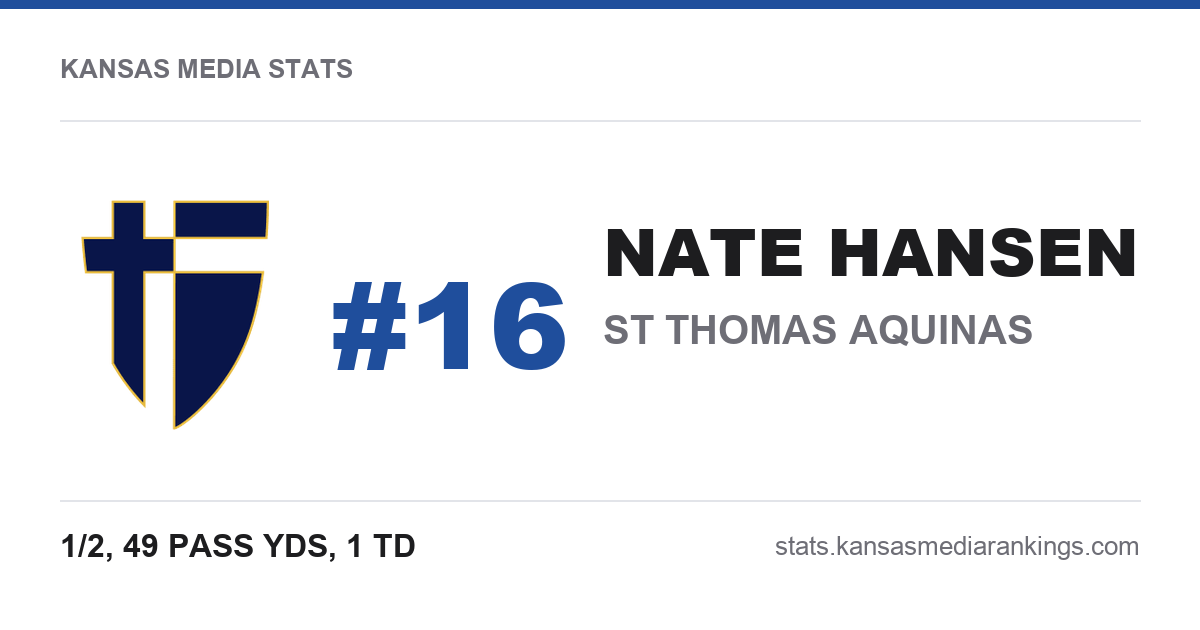 KANSAS MEDIA STATS
#16
NATE HANSEN
ST THOMAS AQUINAS
1/2, 49 PASS YDS, 1 TD
stats.kansasmediarankings.com